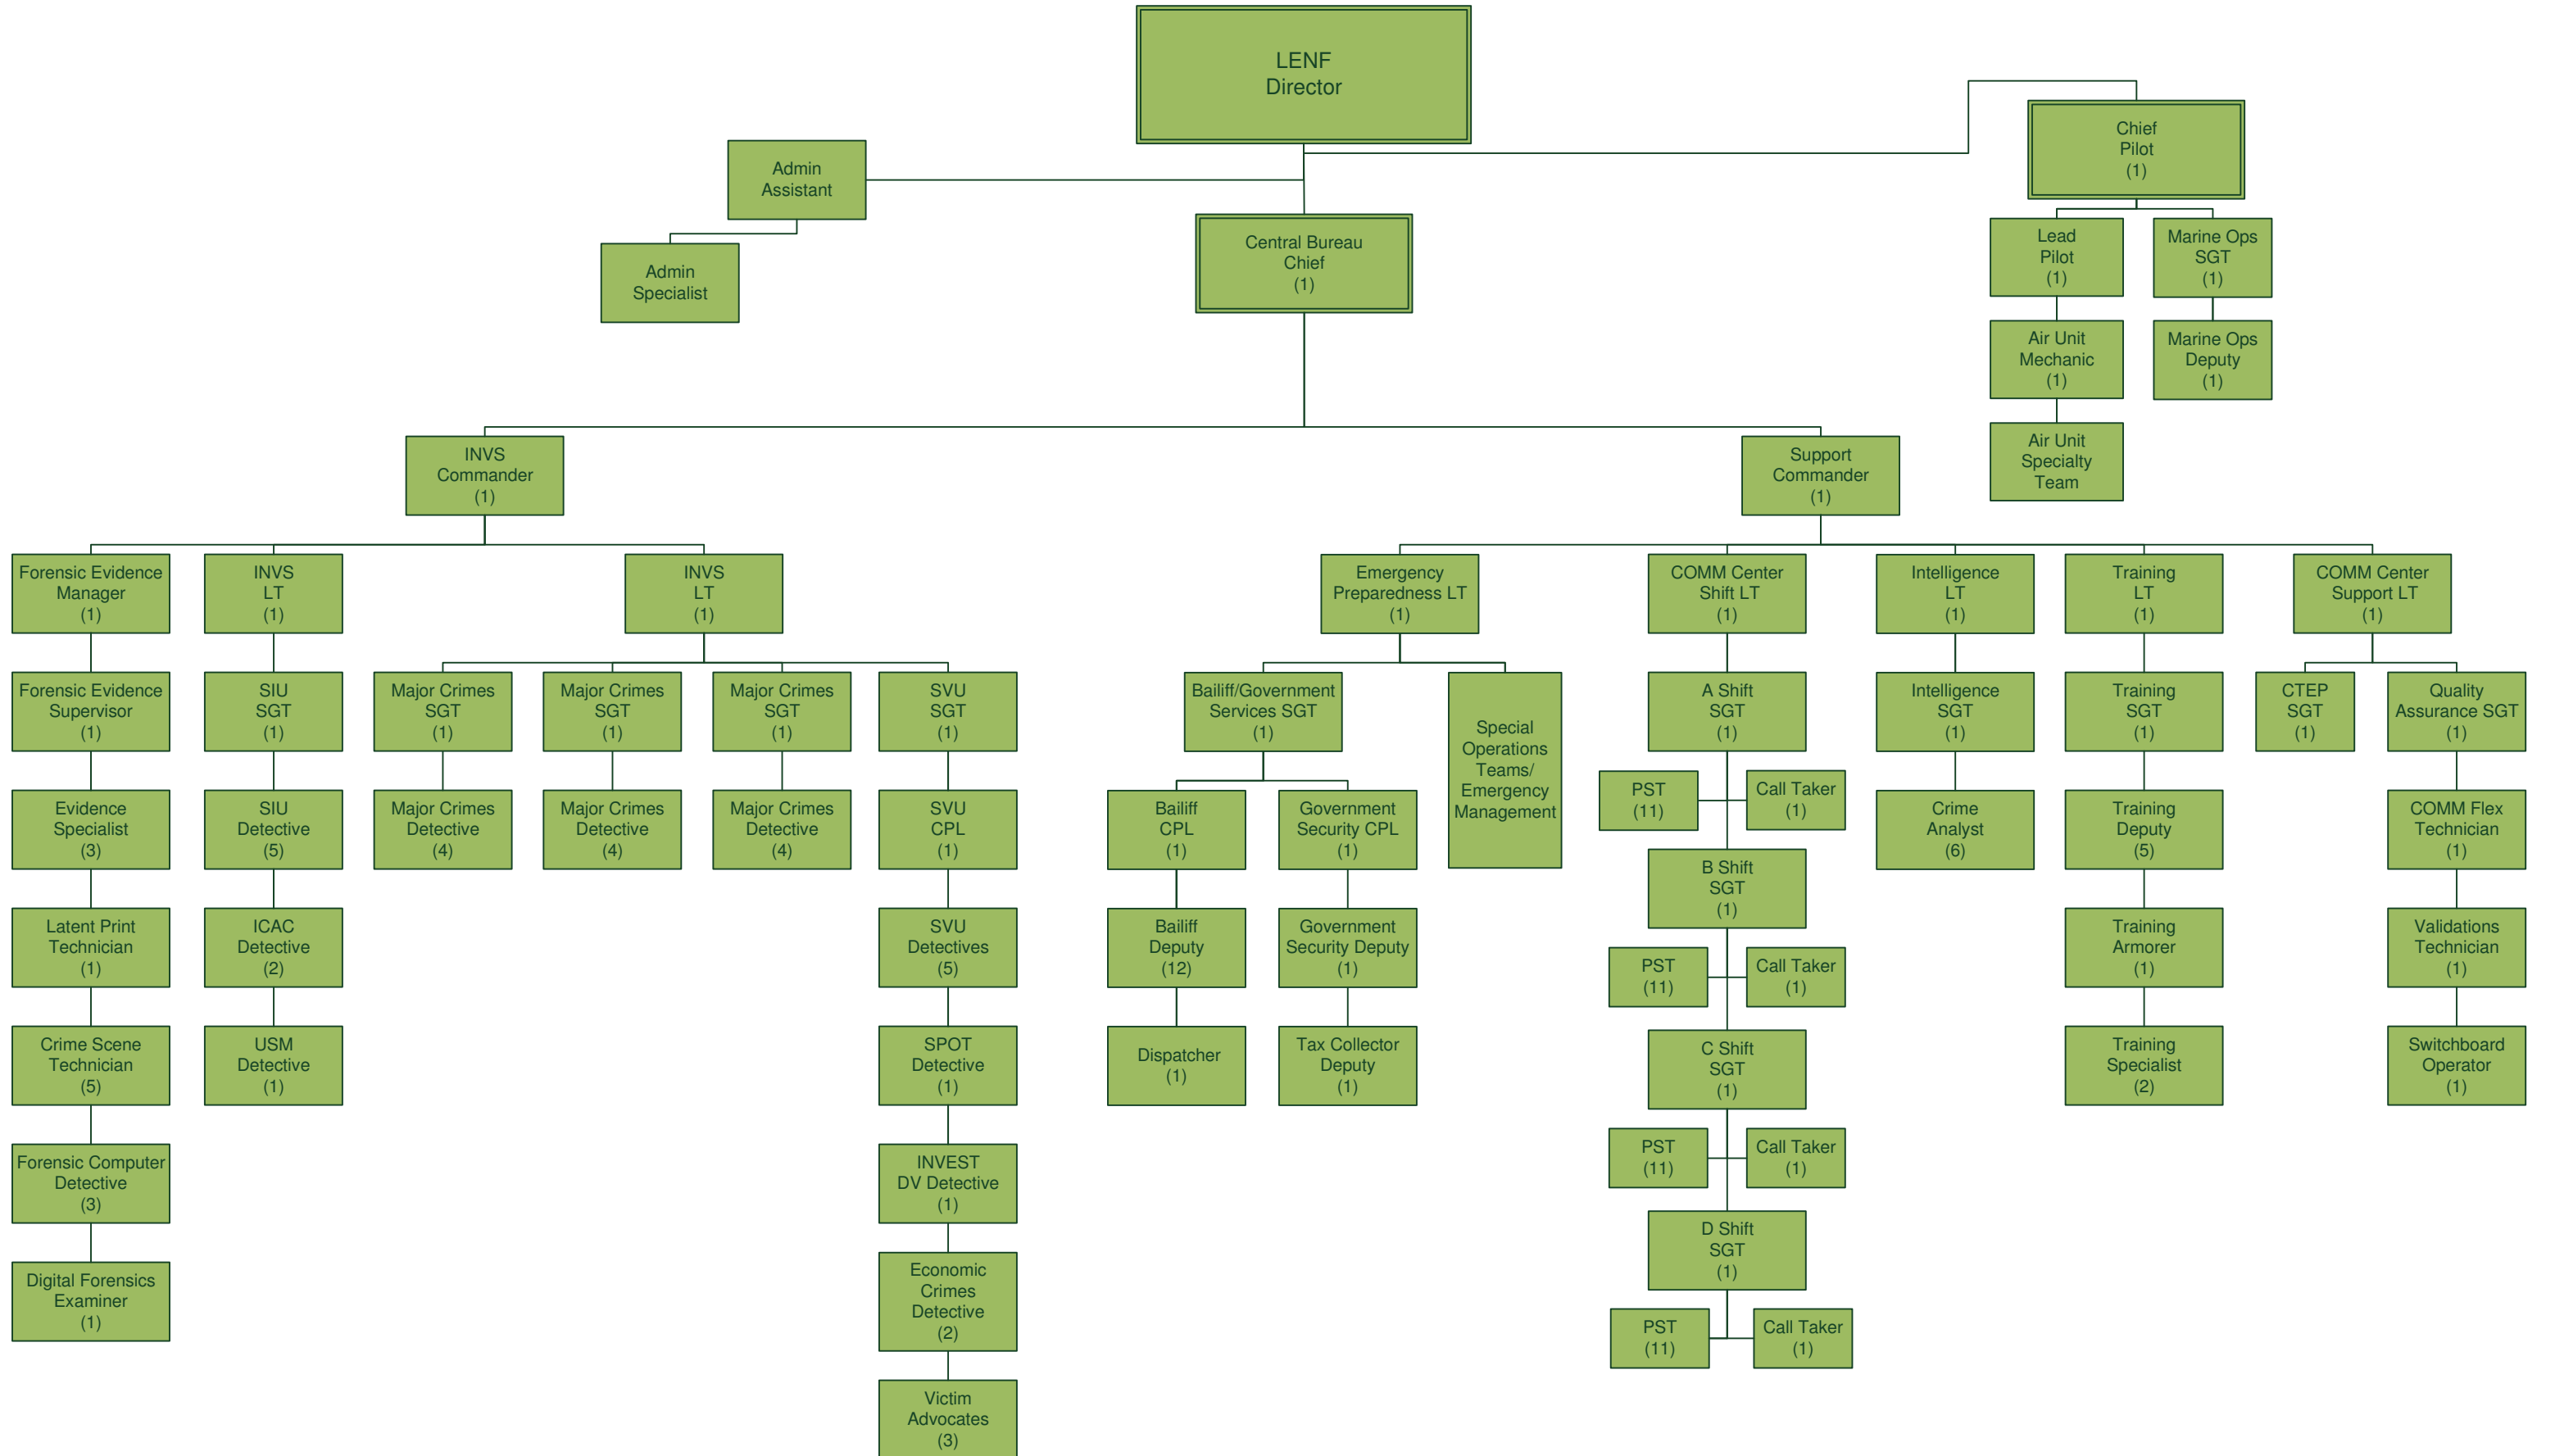 LENF
Director
Chief
Pilot
(1)
Admin
Assistant
Central Bureau
Chief
(1)
Admin
Specialist
Lead
Pilot
(1)
Marine Ops
SGT
(1)
Air Unit
Mechanic
(1)
Marine Ops
Deputy
(1)
Air Unit
Specialty
Team
INVS
Commander
(1)
Support
Commander
(1)
Forensic Evidence
Manager
(1)
INVS
LT
(1)
INVS
LT
(1)
Emergency
Preparedness LT
(1)
COMM Center
Shift LT
(1)
Intelligence
LT
(1)
Training
LT
(1)
COMM Center
Support LT
(1)
Forensic Evidence
Supervisor
(1)
SIU
SGT
(1)
Major Crimes
SGT
(1)
Major Crimes
SGT
(1)
Major Crimes
SGT
(1)
SVU
SGT
(1)
Bailiff/Government
Services SGT
(1)
Special
Operations
Teams/
Emergency
Management
A Shift
SGT
(1)
Intelligence
SGT
(1)
Training
SGT
(1)
CTEP
SGT
(1)
Quality
Assurance SGT
(1)
PST
(11)
Call Taker
(1)
Evidence
Specialist
(3)
SIU
Detective
(5)
Major Crimes
Detective
(4)
Major Crimes
Detective
(4)
Major Crimes
Detective
(4)
SVU
CPL
(1)
Bailiff
CPL
(1)
Government
Security CPL
(1)
Crime
Analyst
(6)
Training
Deputy
(5)
COMM Flex
Technician
(1)
B Shift
SGT
(1)
Latent Print
Technician
(1)
ICAC
Detective
(2)
SVU
Detectives
(5)
Bailiff
Deputy
(12)
Government
Security Deputy
(1)
PST
(11)
Call Taker
(1)
Training
Armorer
(1)
Validations
Technician
(1)
Crime Scene
Technician
(5)
USM
Detective
(1)
SPOT
Detective
(1)
Dispatcher
(1)
Tax Collector
Deputy
(1)
C Shift
SGT
(1)
Training
Specialist
(2)
Switchboard
Operator
(1)
PST
(11)
Call Taker
(1)
Forensic Computer
Detective
(3)
INVEST
DV Detective
(1)
D Shift
SGT
(1)
Digital Forensics
Examiner
(1)
Economic
Crimes
Detective
(2)
PST
(11)
Call Taker
(1)
Victim
Advocates
(3)